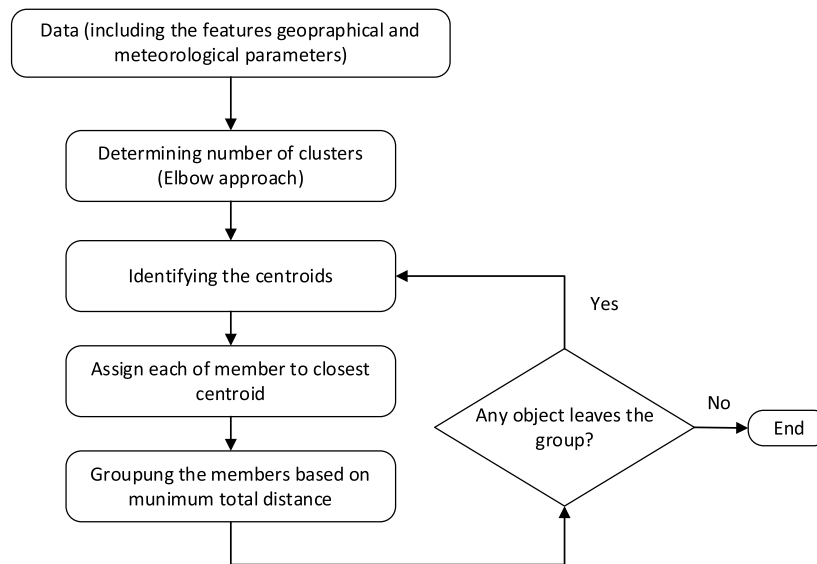 Data (including the features geopraphical and
meteorological parameters)
Determining number of clusters
(Elbow approach)
Identifying the centroids
Assign each of member to closest
centroid
Groupung the members based on
munimum total distance
Any object leaves the
group?
Yes
No
End